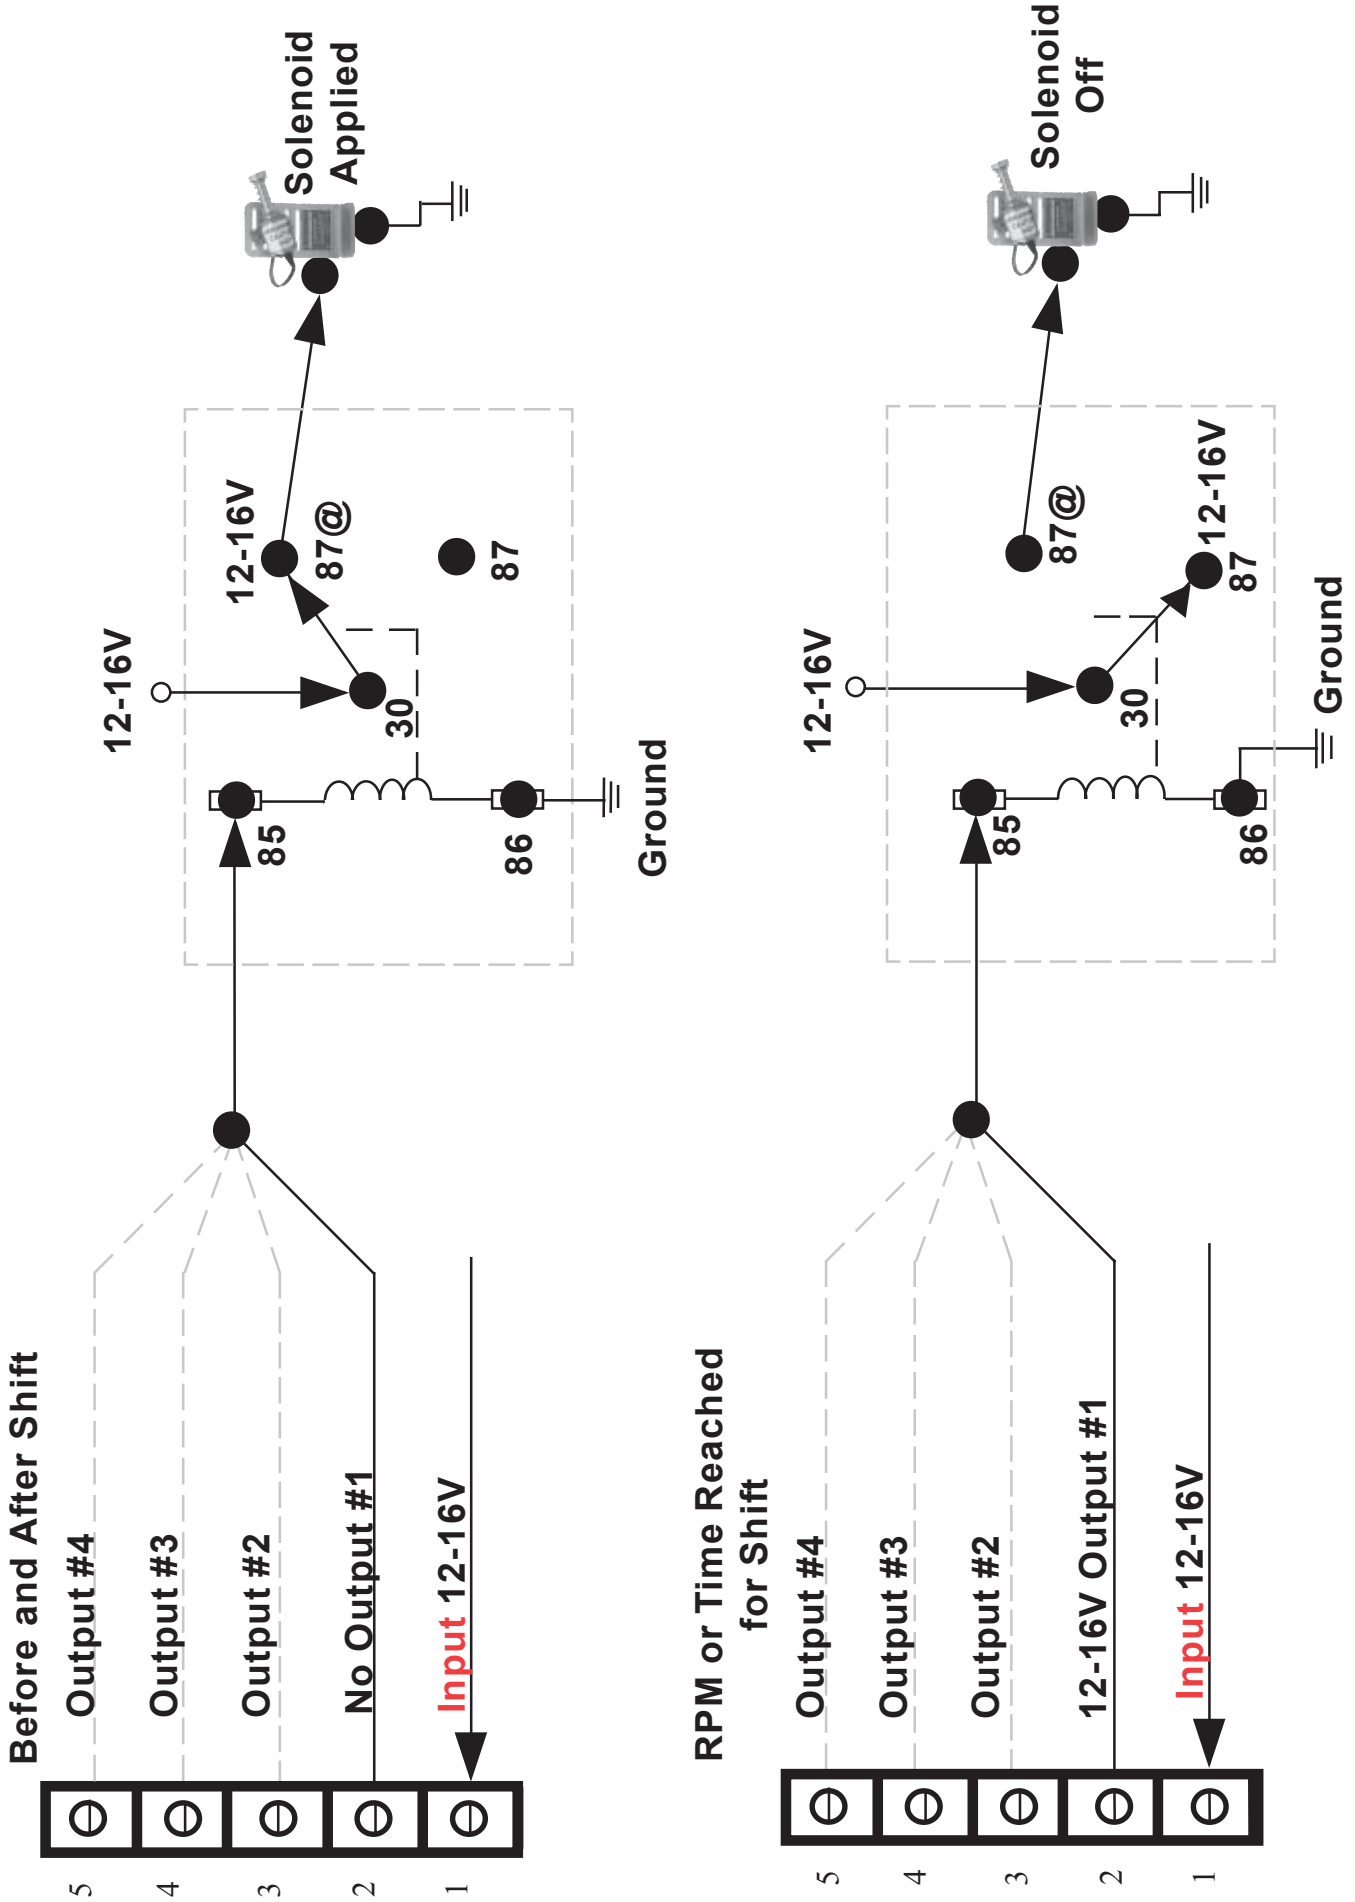 Before and After Shift
Output #4
Output #3
Output #2
No Output #1
Input 12-16V
5
4
3
2
1
85
86
Ground
12-16V
30
12-16V
87@
87
Solenoid
Applied
RPM or Time Reached
for Shift
Output #4
Output #3
Output #2
12-16V Output #1
Input 12-16V
5
4
3
2
1
85
86
Ground
12-16V
30
87@
87
12-16V
Solenoid
Off